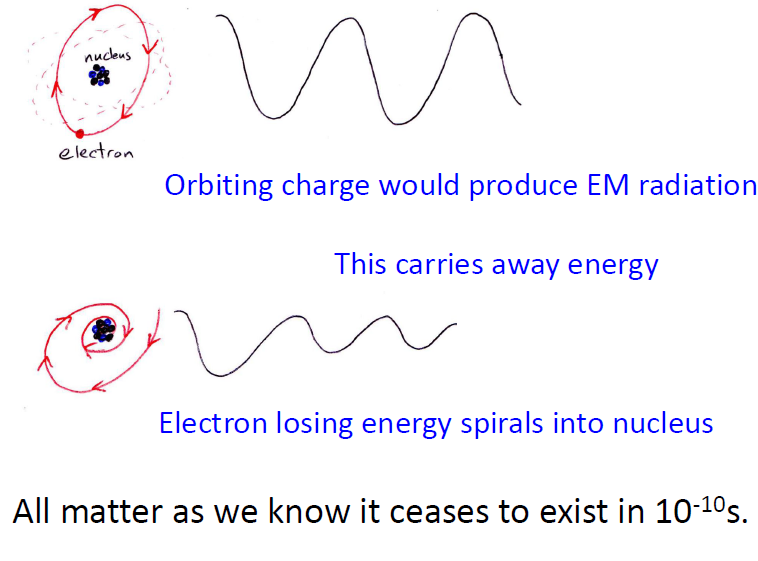 nucleus
electron
Orbiting charge would produce EM radiation
This carries away energy
Electron losing energy spirals into nucleus
All matter as we know it ceases to exist in 10⁻¹⁰s.